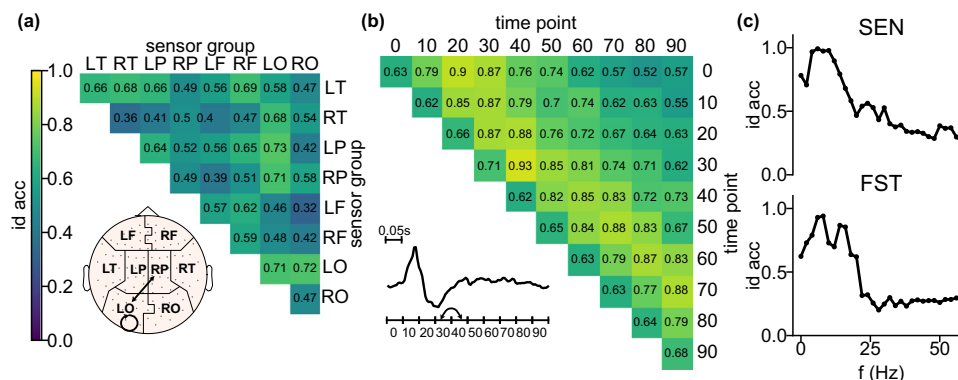 (a)
sensor group
LT RT LP RP LF RF LO RO
1.0
0.8
0.6
0.4
0.2
0.0
id acc
0.66 0.68 0.66 0.49 0.56 0.69 0.58 0.47 LT
0.36 0.41 0.5 0.4 0.47 0.68 0.54 RT
0.64 0.52 0.56 0.65 0.73 0.42 LP
0.49 0.39 0.51 0.71 0.58 RP
0.57 0.62 0.46 0.32 LF
0.59 0.48 0.42 RF
0.71 0.72 LO
0.47 RO
sensor group
LF RF
LT LP RP RT
LO RO
(b)
time point
0 10 20 30 40 50 60 70 80 90
0.63 0.79 0.9 0.87 0.76 0.74 0.62 0.57 0.52 0.57 0
0.62 0.85 0.87 0.79 0.7 0.74 0.62 0.63 0.55 10
0.66 0.87 0.88 0.76 0.72 0.67 0.64 0.63 20
0.71 0.93 0.85 0.81 0.74 0.71 0.62 30
0.62 0.82 0.85 0.83 0.72 0.73 40
0.65 0.84 0.88 0.83 0.77 50
0.63 0.79 0.87 0.83 60
0.63 0.77 0.88 70
0.64 0.79 80
0.68 90
time point
0.05s
0 10 20 30 40 50 60 70 80 90
(c)
SEN
1.0
0.5
0.0
id acc
FST
1.0
0.5
0.0
id acc
0 25 50
f (Hz)